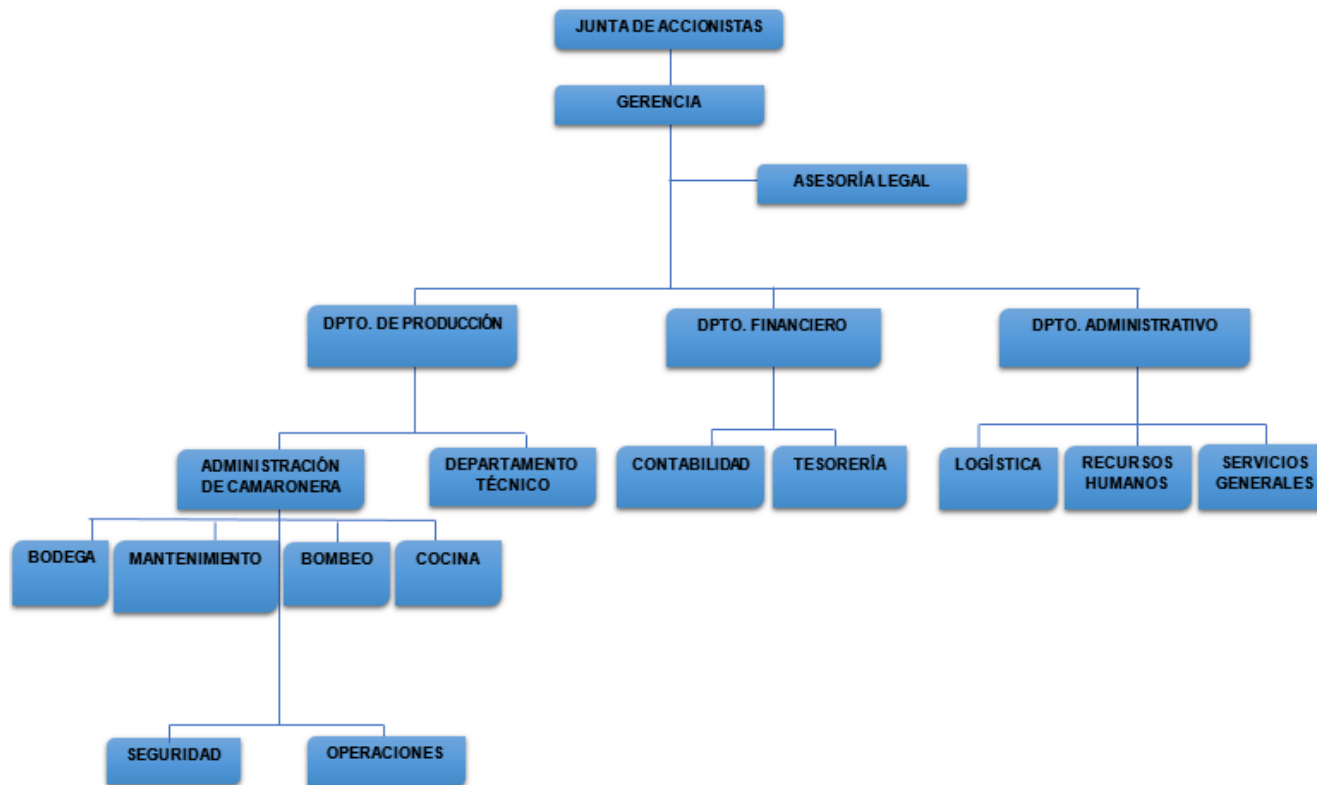 JUNTA DE ACCIONISTAS
GERENCIA
ASESORÍA LEGAL
DPTO. DE PRODUCCIÓN
DPTO. FINANCIERO
DPTO. ADMINISTRATIVO
ADMINISTRACIÓN
DE CAMARONERA
DEPARTAMENTO
TÉCNICO
CONTABILIDAD
TESORERÍA
LOGÍSTICA
RECURSOS
HUMANOS
SERVICIOS
GENERALES
BODEGA
MANTENIMIENTO
BOMBEO
COCINA
SEGURIDAD
OPERACIONES